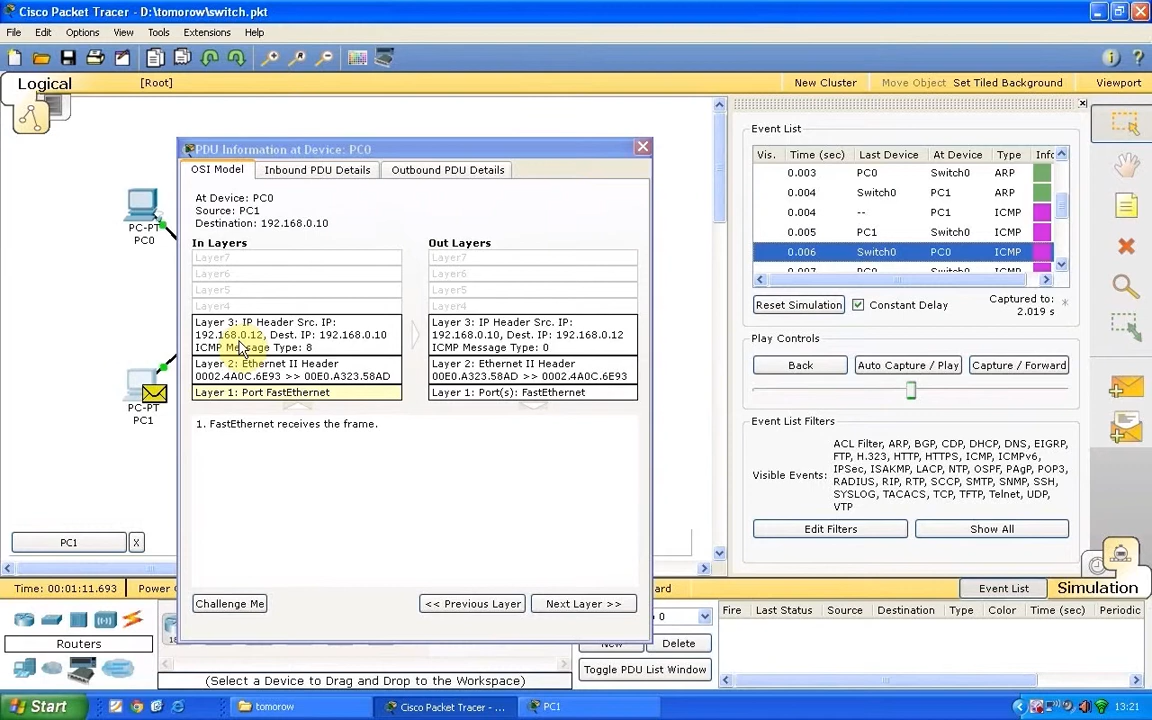 Cisco Packet Tracer - D:\tomorow\switch.pkt
File Edit Options View Tools Extensions Help
Logical [Root] New Cluster Move Object Set Tiled Background Viewport
PC-PT
PC0
PC-PT
PC1
PDU Information at Device: PC0
OSI Model Inbound PDU Details Outbound PDU Details
At Device: PC0
Source: PC1
Destination: 192.168.0.10
In Layers Out Layers
Layer7 Layer7
Layer6 Layer6
Layer5 Layer5
Layer4 Layer4
Layer 3: IP Header Src. IP:
192.168.0.12, Dest. IP: 192.168.0.10
ICMP Message Type: 8
Layer 3: IP Header Src. IP:
192.168.0.10, Dest. IP: 192.168.0.12
ICMP Message Type: 0
Layer 2: Ethernet II Header
0002.4A0C.6E93 >> 00E0.A323.58AD
Layer 2: Ethernet II Header
00E0.A323.58AD >> 0002.4A0C.6E93
Layer 1: Port FastEthernet Layer 1: Port(s): FastEthernet
1. FastEthernet receives the frame.
Challenge Me << Previous Layer Next Layer >>
Event List
Vis. Time (sec) Last Device At Device Type Info
0.003 PC0 Switch0 ARP
0.004 Switch0 PC1 ARP
0.004 -- PC1 ICMP
0.005 PC1 Switch0 ICMP
0.006 Switch0 PC0 ICMP
0.007 PC0 Switch0 ICMP
Reset Simulation Constant Delay Captured to:
2.019 s *
Play Controls
Back Auto Capture / Play Capture / Forward
Event List Filters
Visible Events:
ACL Filter, ARP, BGP, CDP, DHCP, DNS, EIGRP,
FTP, H.323, HTTP, HTTPS, ICMP, ICMPv6,
IPSec, ISAKMP, LACP, NTP, OSPF, PAgP, POP3,
RADIUS, RIP, RTP, SCCP, SMTP, SNMP, SSH,
SYSLOG, TACACS, TCP, TFTP, Telnet, UDP,
VTP
Edit Filters Show All
PC1 X
Time: 00:01:11.693 Power Event List Simulation
Routers
(Select a Device to Drag and Drop to the Workspace)
New Delete
Toggle PDU List Window
Fire Last Status Source Destination Type Color Time (sec) Periodic
Start tomorow Cisco Packet Tracer - ... PC1 13:21